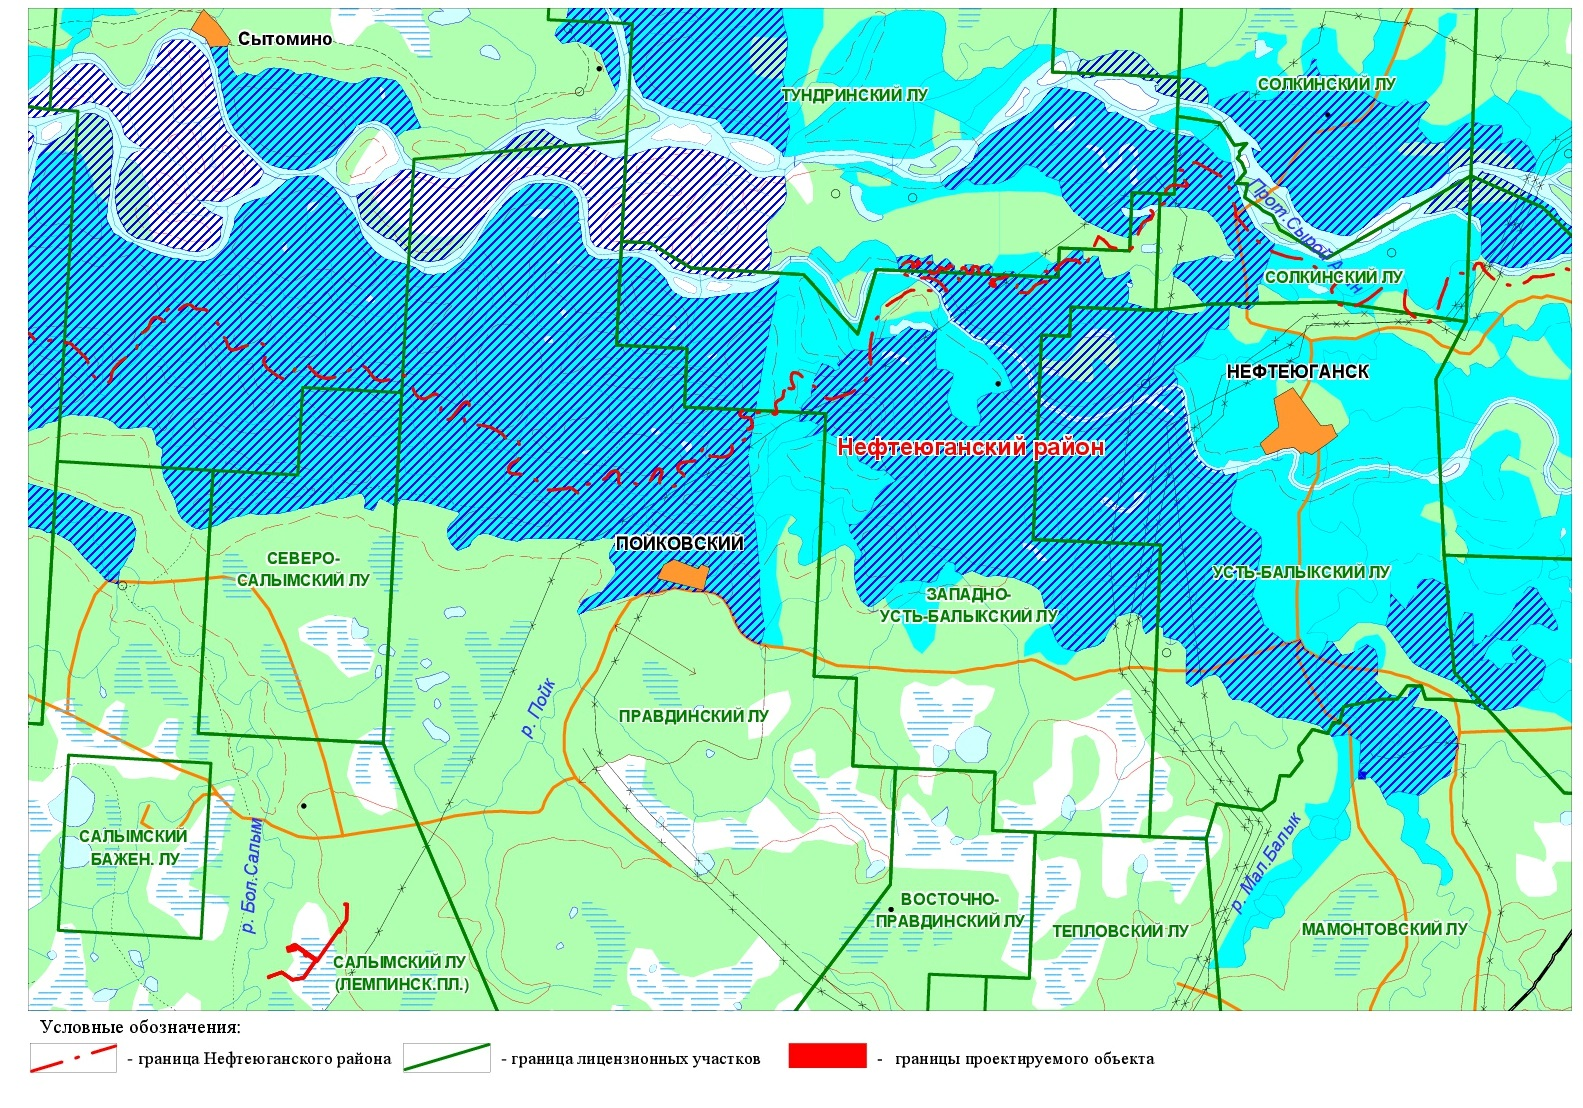 Сытомино
ТУНДРИНСКИЙ ЛУ
СОЛКИНСКИЙ ЛУ
Прот.Сырой Аган
СОЛКИНСКИЙ ЛУ
НЕФТЕЮГАНСК
Нефтеюганский район
ПОЙКОВСКИЙ
СЕВЕРО-
САЛЫМСКИЙ ЛУ
УСТЬ-БАЛЫКСКИЙ ЛУ
ЗАПАДНО-
УСТЬ-БАЛЫКСКИЙ ЛУ
р. Пойк
ПРАВДИНСКИЙ ЛУ
САЛЫМСКИЙ
БАЖЕН. ЛУ
р. Бол.Салым
р. Мал.Балык
ВОСТОЧНО-
ПРАВДИНСКИЙ ЛУ
ТЕПЛОВСКИЙ ЛУ
МАМОНТОВСКИЙ ЛУ
САЛЫМСКИЙ ЛУ
(ЛЕМПИНСК.ПЛ.)
Условные обозначения:
- граница Нефтеюганского района
- граница лицензионных участков
- границы проектируемого обьекта